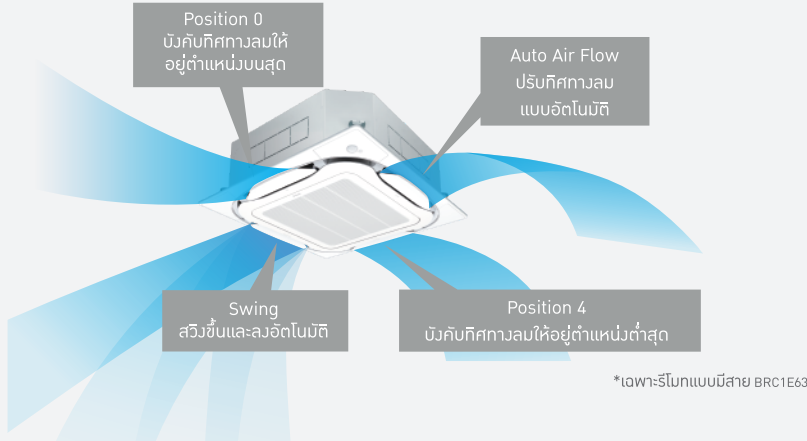 Position 0
บังคับทิศทางลมให้
อยู่ตำแหน่งบนสุด
Auto Air Flow
ปรับทิศทางลม
แบบอัตโนมัติ
Swing
สวิงขึ้นและลงอัตโนมัติ
Position 4
บังคับทิศทางลมให้อยู่ตำแหน่งต่ำสุด
*เฉพาะรีโมทแบบมีสาย BRC1E63